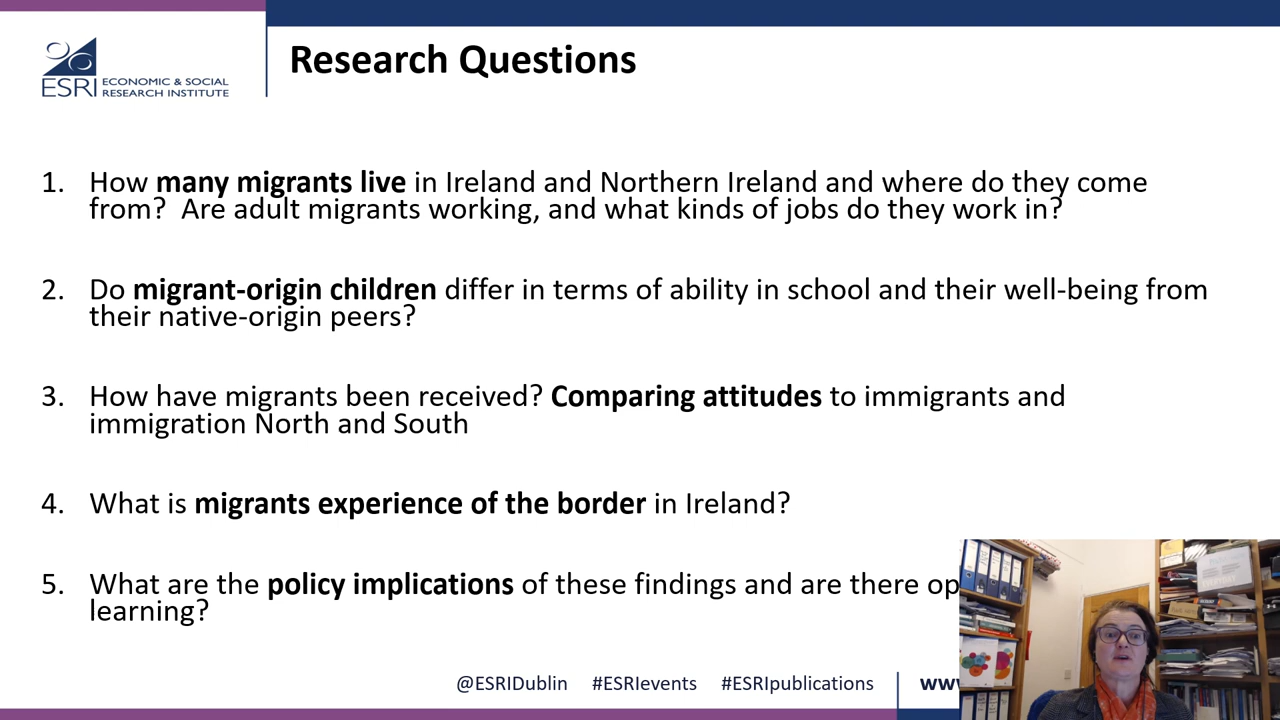 ESRI ECONOMIC & SOCIAL
RESEARCH INSTITUTE
Research Questions
1. How many migrants live in Ireland and Northern Ireland and where do they come
from? Are adult migrants working, and what kinds of jobs do they work in?
2. Do migrant-origin children differ in terms of ability in school and their well-being from
their native-origin peers?
3. How have migrants been received? Comparing attitudes to immigrants and
immigration North and South
4. What is migrants experience of the border in Ireland?
5. What are the policy implications of these findings and are there op
learning?
@ESRIDublin #ESRIevents #ESRIpublications www